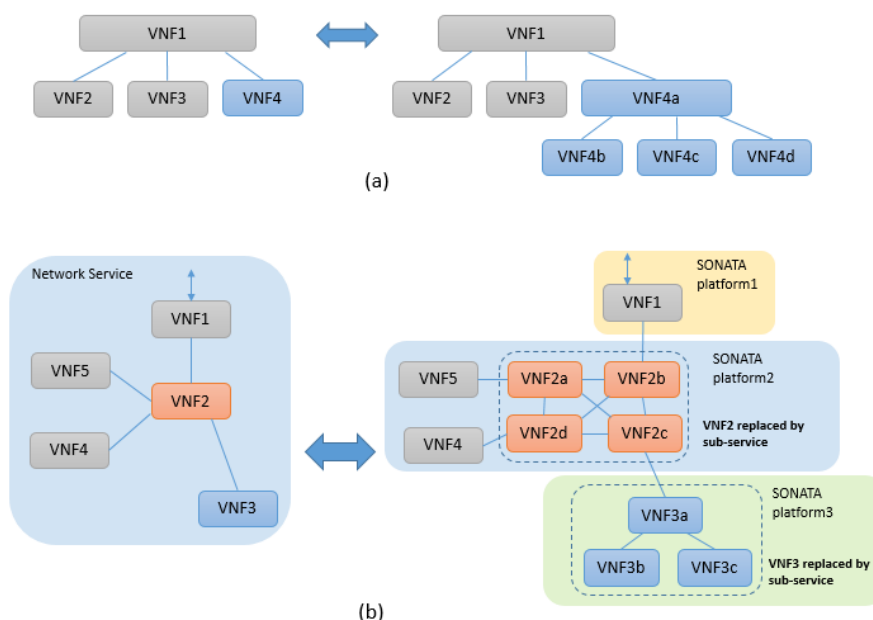 VNF1
VNF1
VNF2
VNF3
VNF4
VNF2
VNF3
VNF4a
VNF4b
VNF4c
VNF4d
(a)
Network Service
VNF1
VNF5
VNF2
VNF4
VNF3
SONATA
platform1
VNF1
SONATA
platform2
VNF5
VNF2a
VNF2b
VNF4
VNF2d
VNF2c
VNF2 replaced by
sub-service
SONATA
platform3
VNF3a
VNF3b
VNF3c
VNF3 replaced by
sub-service
(b)